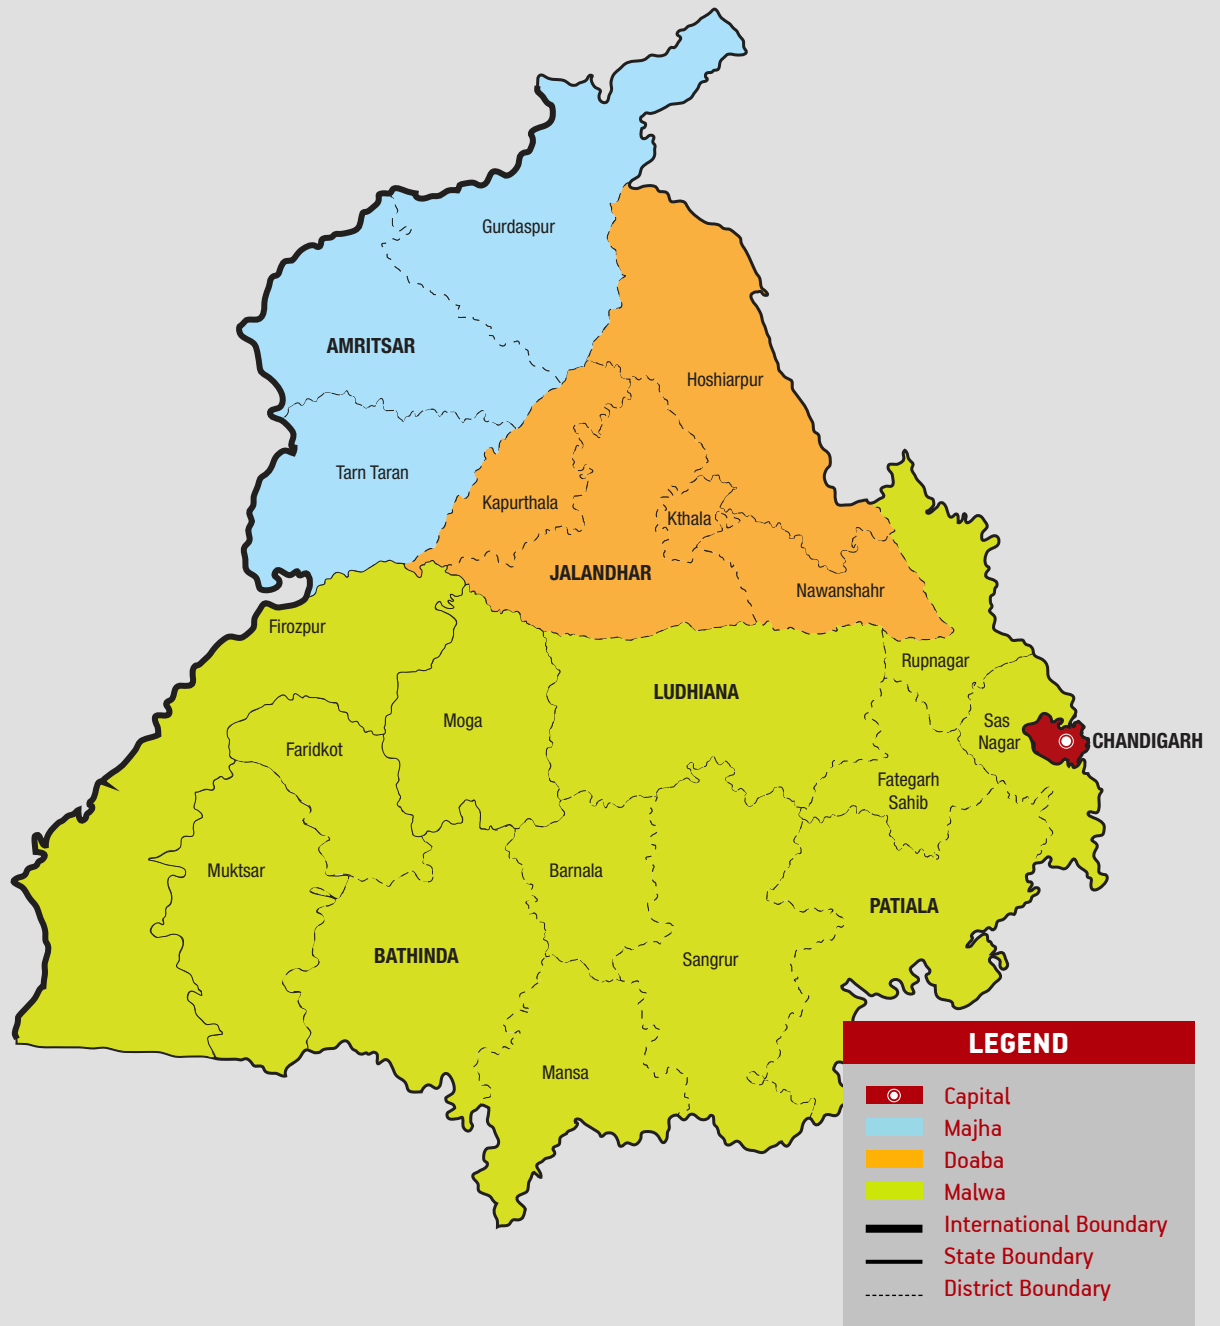 Gurdaspur
AMRITSAR
Hoshiarpur
Tarn Taran
Kapurthala
Kthala
JALANDHAR
Nawanshahr
Firozpur
Rupnagar
LUDHIANA
Moga
Sas
Nagar
CHANDIGARH
Faridkot
Fategarh
Sahib
Muktsar
Barnala
PATIALA
BATHINDA
Sangrur
Mansa
LEGEND
Capital
Majha
Doaba
Malwa
International Boundary
State Boundary
District Boundary